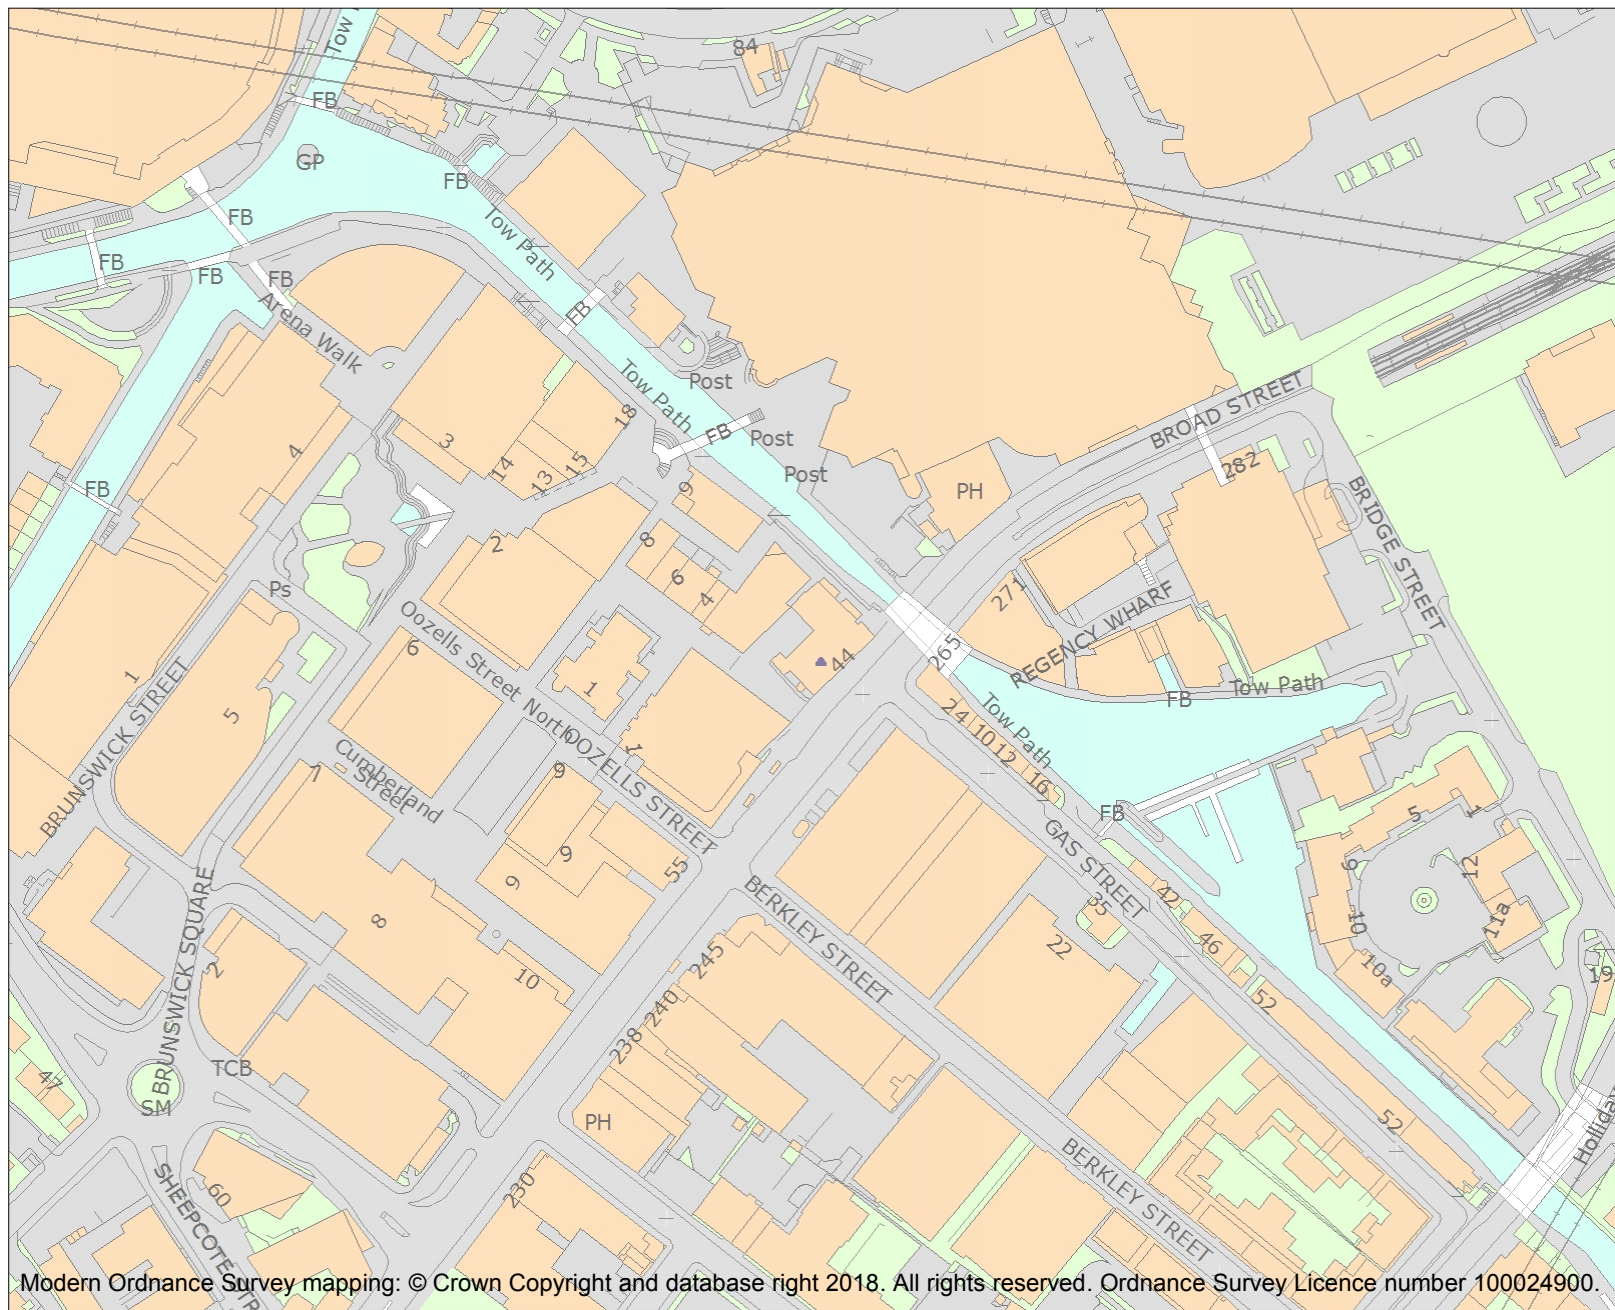 Tow
84
FB
GP
FB
Tow Path
FB
FB
FB
FB
FB
Arena Walk
Tow Path
Post
BROAD STREET
18
FB
Post
3
4
14
13
15
Post
282
PH
9
FB
BRIDGE STREET
2
8
6
4
Ps
271
REGENCY WHARF
Oozells Street North
6
265
44
1
1
Tow Path
FB
BRUNSWICK STREET
5
24
10
12
16
Tow Path
OOZELLS STREET
1
Cumberland
Street
7
9
FB
GAS STREET
5
1
9
9
55
9
12
BERKLEY STREET
42
35
10
11a
BRUNSWICK SQUARE
8
22
46
10a
245
10
2
240
52
19
238
TCB
47
SM
PH
52
Hollida
BERKLEY STREET
SHEEPCOTE STR
60
230
Modern Ordnance Survey mapping: © Crown Copyright and database right 2018. All rights reserved. Ordnance Survey Licence number 100024900.